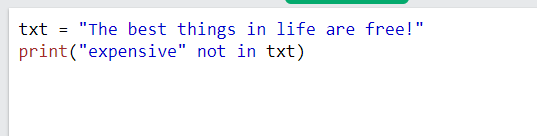 txt = "The best things in life are free!"
print("expensive" not in txt)